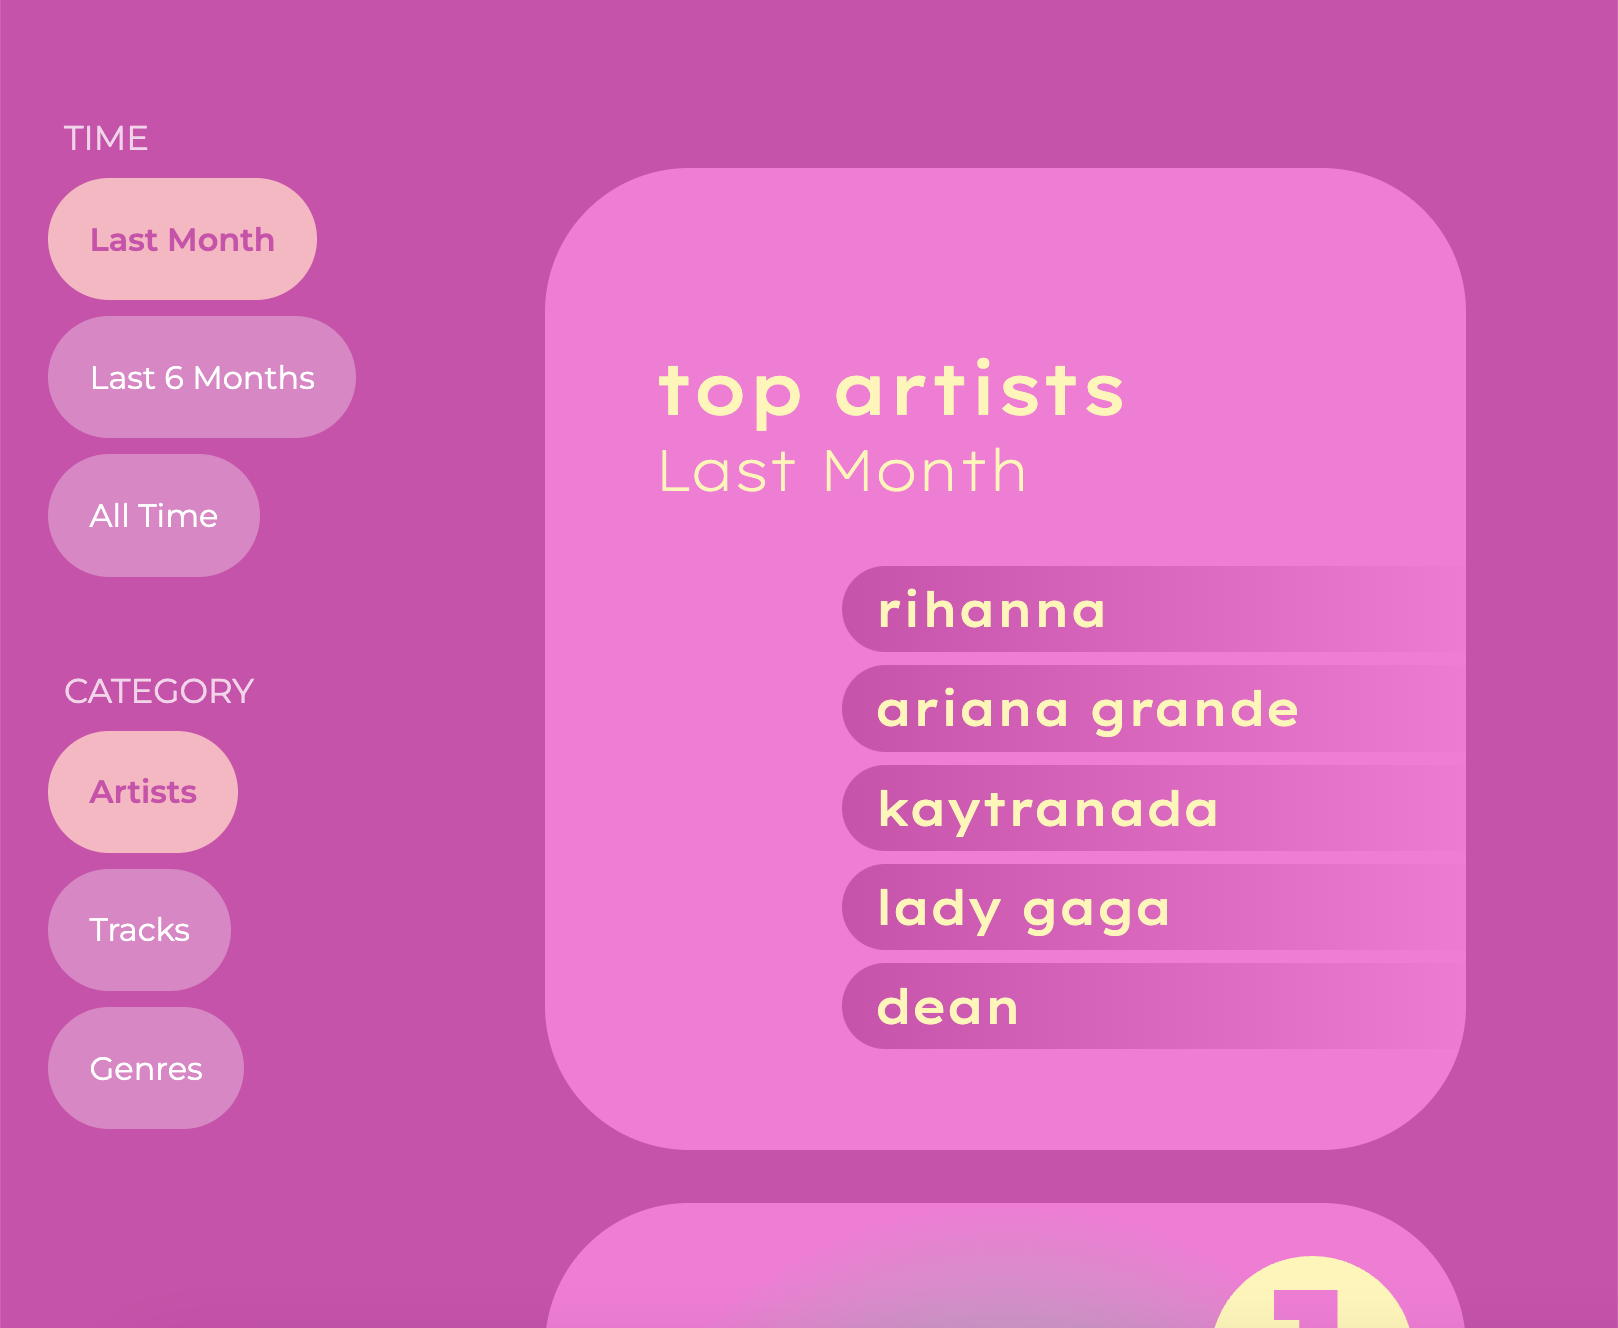 TIME
Last Month
Last 6 Months
All Time
CATEGORY
Artists
Tracks
Genres
top artists
Last Month
rihanna
ariana grande
kaytranada
lady gaga
dean
1